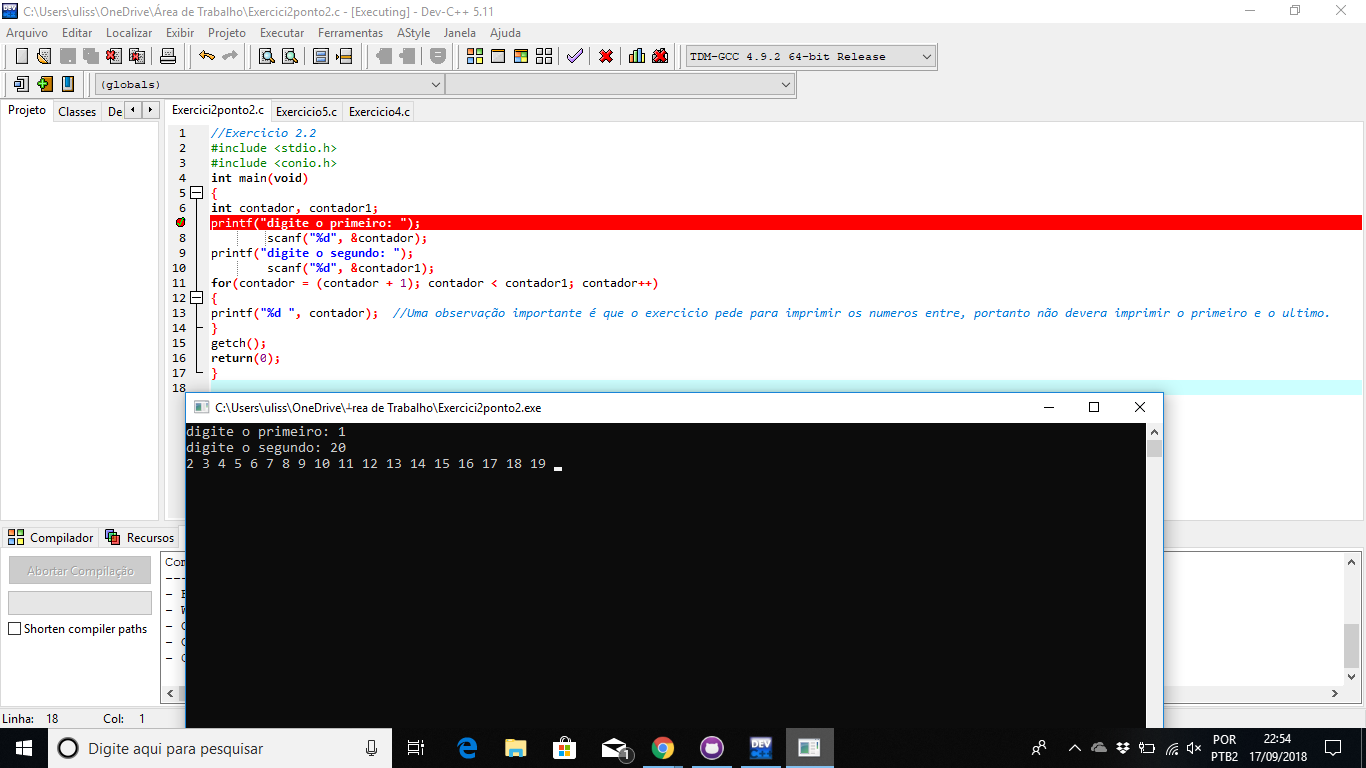 C:\Users\uliss\OneDrive\Área de Trabalho\Exercici2ponto2.c - [Executing] - Dev-C++ 5.11
Arquivo Editar Localizar Exibir Projeto Executar Ferramentas AStyle Janela Ajuda
TDM-GCC 4.9.2 64-bit Release
(globals)
Projeto Classes De Exercici2ponto2.c Exercicio5.c Exercicio4.c
1 //Exercicio 2.2
2 #include <stdio.h>
3 #include <conio.h>
4 int main(void)
5 {
6 int contador, contador1;
printf("digite o primeiro: ");
8 scanf("%d", &contador);
9 printf("digite o segundo: ");
10 scanf("%d", &contador1);
11 for(contador = (contador + 1); contador < contador1; contador++)
12 {
13 printf("%d ", contador); //Uma observação importante é que o exercicio pede para imprimir os numeros entre, portanto não devera imprimir o primeiro e o ultimo.
14 }
15 getch();
16 return(0);
17 }
18
C:\Users\uliss\OneDrive\┴rea de Trabalho\Exercici2ponto2.exe
digite o primeiro: 1
digite o segundo: 20
2 3 4 5 6 7 8 9 10 11 12 13 14 15 16 17 18 19
Compilador Recursos
Abortar Compilação
Shorten compiler paths
Linha: 18 Col: 1
Digite aqui para pesquisar
1
DEV
POR
PTB2
22:54
17/09/2018